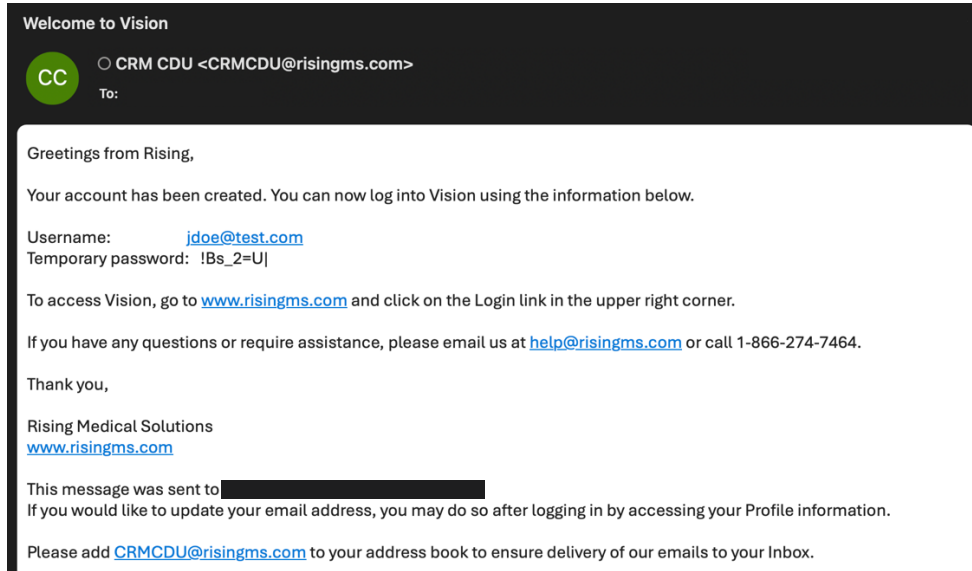 Welcome to Vision
CC
CRM CDU <CRMCDU@risingms.com>
To:
Greetings from Rising,
Your account has been created. You can now log into Vision using the information below.
Username: jdoe@test.com
Temporary password: !Bs_2=U|
To access Vision, go to www.risingms.com and click on the Login link in the upper right corner.
If you have any questions or require assistance, please email us at help@risingms.com or call 1-866-274-7464.
Thank you,
Rising Medical Solutions
www.risingms.com
This message was sent to
If you would like to update your email address, you may do so after logging in by accessing your Profile information.
Please add CRMCDU@risingms.com to your address book to ensure delivery of our emails to your Inbox.